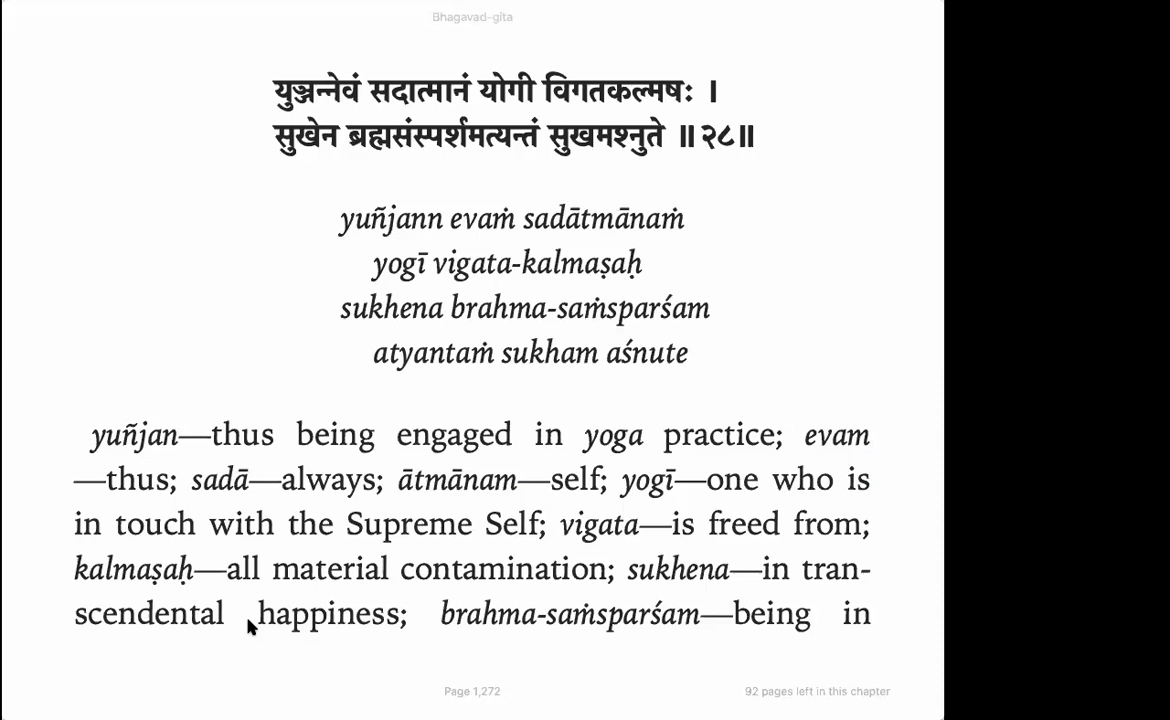 Bhagavad-gīta
युञ्जन्नेवं सदात्मानं योगी विगतकल्मषः ।
सुखेन ब्रह्मसंस्पर्शमत्यन्तं सुखमश्नुते ॥२८॥
yuñjann evaṁ sadātmānaṁ
yogī vigata-kalmaṣaḥ
sukhena brahma-saṁsparśam
atyantaṁ sukham aśnute
yuñjan—thus being engaged in yoga practice; evam
—thus; sadā—always; ātmānam—self; yogī—one who is
in touch with the Supreme Self; vigata—is freed from;
kalmaṣaḥ—all material contamination; sukhena—in tran-
scendental happiness; brahma-saṁsparśam—being in
Page 1,272
92 pages left in this chapter